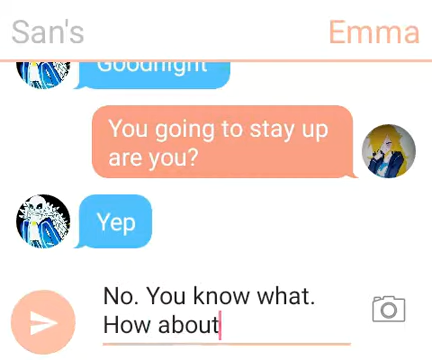 San's
Emma
Goodnight
You going to stay up
are you?
Yep
No. You know what.
How about